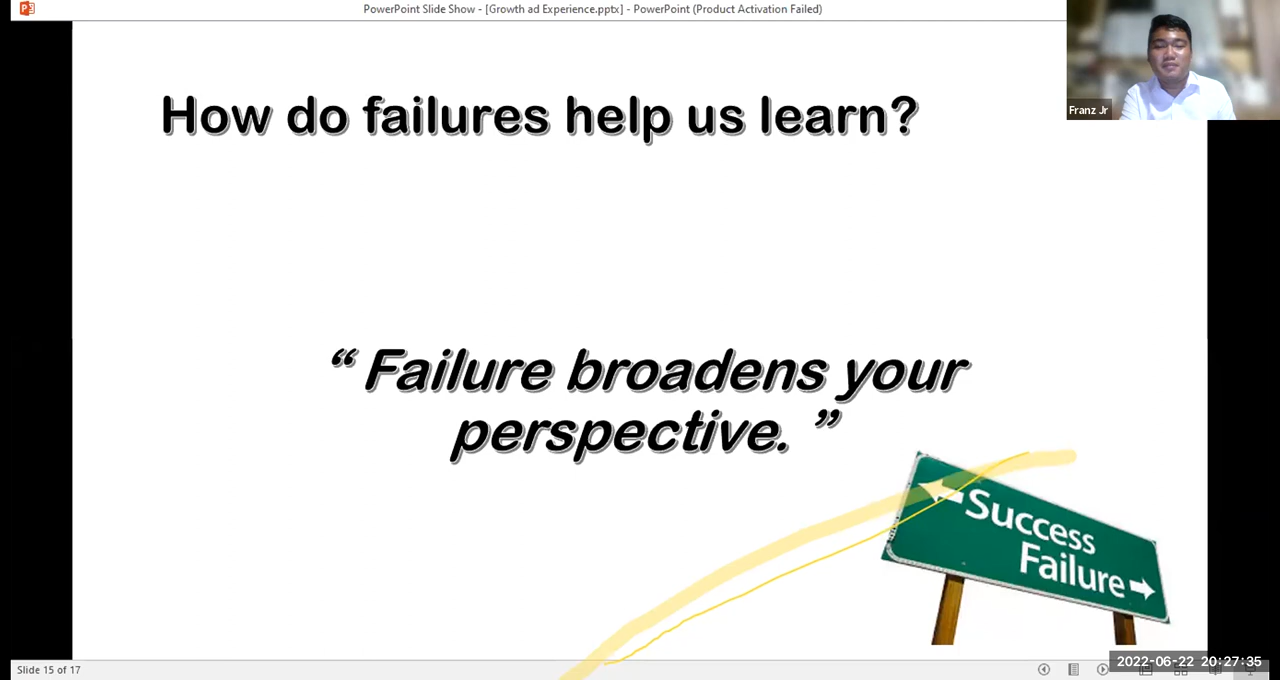 PowerPoint Slide Show - [Growth ad Experience.pptx] - PowerPoint (Product Activation Failed)
Franz Jr
How do failures help us learn?
“ Failure broadens your
perspective. ”
Success
Failure
Slide 15 of 17
2022-06-22 20:27:35